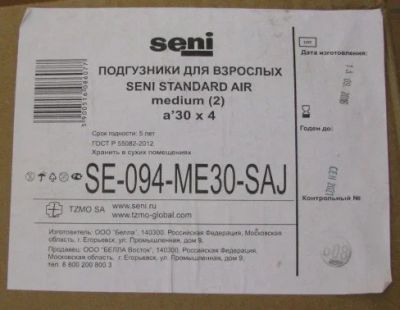 seni
ПОДГУЗНИКИ ДЛЯ ВЗРОСЛЫХ
SENI STANDARD AIR
medium (2)
a'30 x 4
Срок годности: 5 лет
ГОСТ Р 55082-2012
Хранить в сухих помещениях
SE-094-ME30-SAJ
TZMO SA
www.seni.ru
www.tzmo-global.com
Изготовитель: ООО "Белла", 140300. Российская Федерация, Московская
область, г. Егорьевск, ул. Промышленная, дом 9.
Продавец: ООО "БЕЛЛА Восток", 140300. Российская Федерация,
Московская область, г. Егорьевск, ул. Промышленная, дом 9.
тел. 8 800 200 800 3
Дата изготовления:
Годен до:
СЕН 2021
Контрольный №